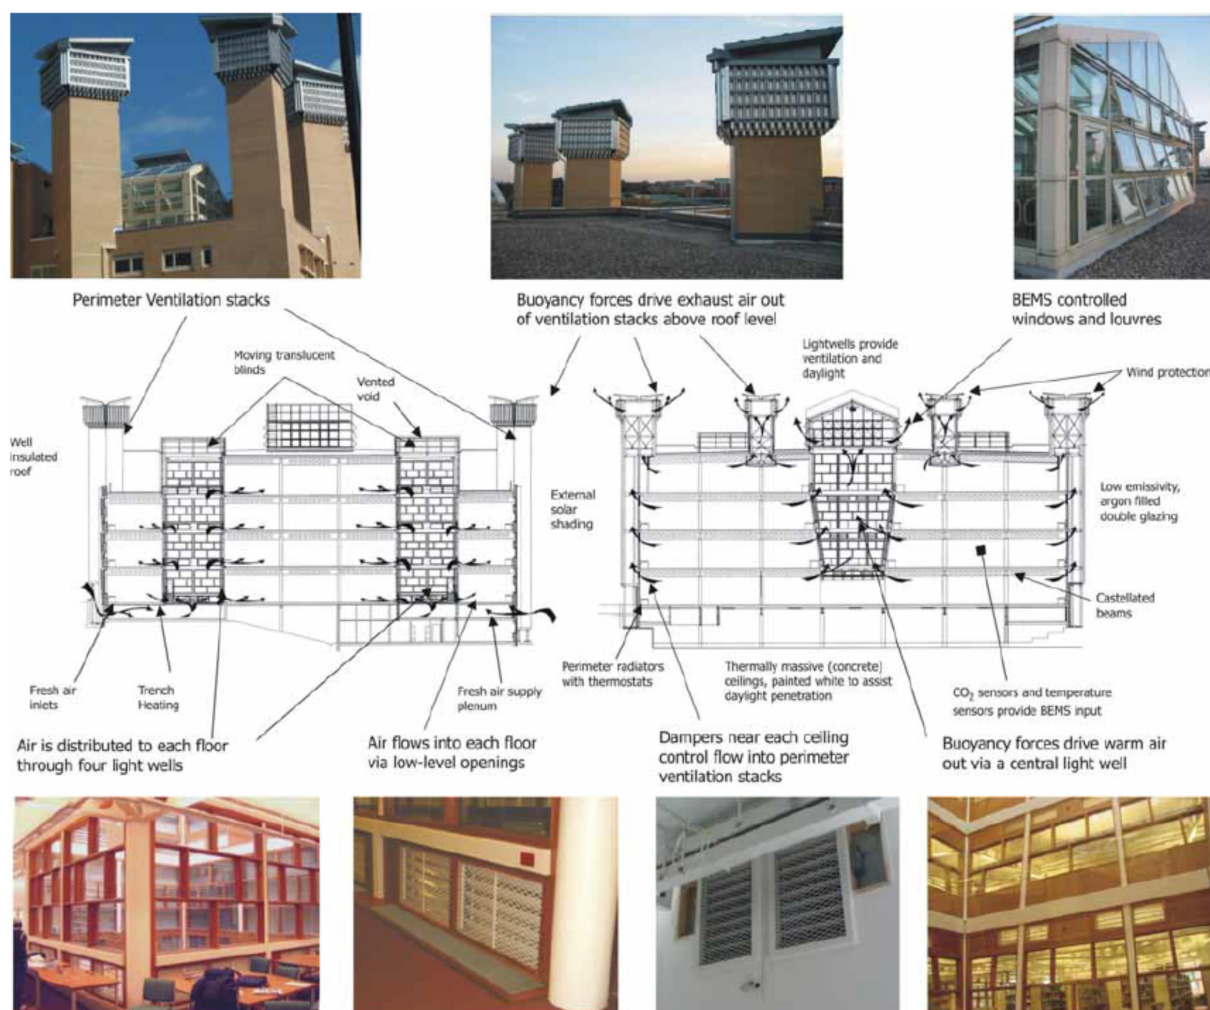 Perimeter Ventilation stacks
Buoyancy forces drive exhaust air out
of ventilation stacks above roof level
BEMS controlled
windows and louvres
Moving translucent
blinds
Vented
void
Lightwells provide
ventilation and
daylight
Wind protection
Well
insulated
roof
External
solar
shading
Low emissivity,
argon filled
double glazing
Castellated
beams
Fresh air
inlets
Trench
Heating
Fresh air supply
plenum
Perimeter radiators
with thermostats
Thermally massive (concrete)
ceilings, painted white to assist
daylight penetration
CO₂ sensors and temperature
sensors provide BEMS input
Air is distributed to each floor
through four light wells
Air flows into each floor
via low-level openings
Dampers near each ceiling
control flow into perimeter
ventilation stacks
Buoyancy forces drive warm air
out via a central light well